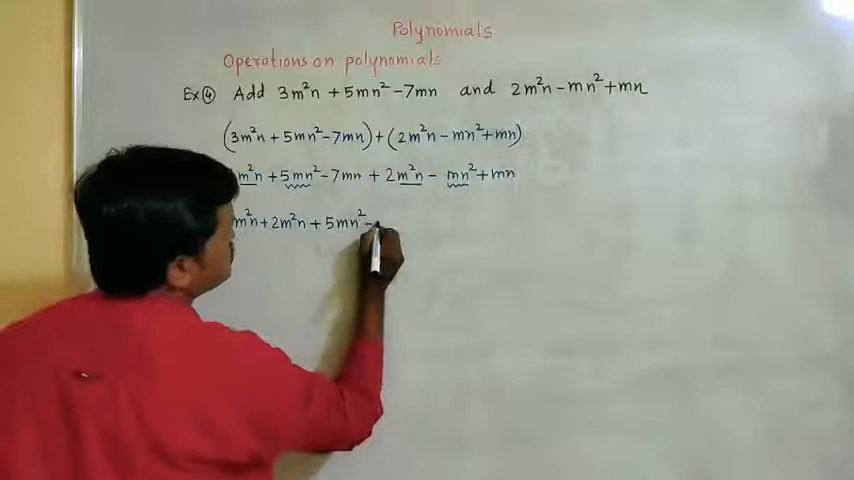 Polynomials
Operations on polynomials
Ex④ Add 3m²n + 5mn² - 7mn and 2m²n - mn² + mn
(3m²n + 5mn² - 7mn) + (2m²n - mn² + mn)
m²n + 5mn² - 7mn + 2m²n - mn² + mn
m²n + 2m²n + 5mn² -